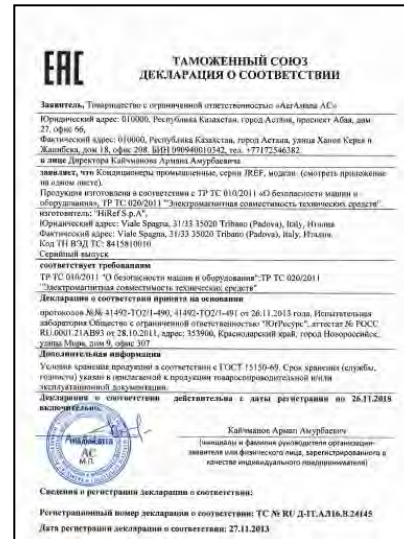 EAC
ТАМОЖЕННЫЙ СОЮЗ
ДЕКЛАРАЦИЯ О СООТВЕТСТВИИ
Заявитель, Товарищество с ограниченной ответственностью
Юридический адрес: 010000, Республика Казахстан, город Астана, проспект Абая, дом
27, офис 66,
Фактический адрес: 010000, Республика Казахстан, город Астана, улица Ханов Керея и
Жанибека, дом 18, офис 298. БИН 090940010342, тел. +77172546382
в лице Директора Кайчманова Армана Амурбаевича
заявляет, что Кондиционеры промышленные, серии JREF, модели: (смотреть приложение
на одном листе).
Продукция изготовлена в соответствии с ТР ТС 010/2011 «О безопасности машин и
оборудования», ТР ТС 020/2011 "Электромагнитная совместимость технических средств".
изготовитель: "HiRef S.p.A",
Юридический адрес: Viale Spagna, 31/33 35020 Tribano (Padova), Italy, Италия
Фактический адрес: Viale Spagna, 31/33 35020 Tribano (Padova), Italy, Италия.
Код ТН ВЭД ТС: 8415810010
Серийный выпуск
соответствует требованиям
ТР ТС 010/2011 "О безопасности машин и оборудования";ТР ТС 020/2011
"Электромагнитная совместимость технических средств"
Декларация о соответствии принята на основании
протоколов №№ 41492-ТО2/1-490, 41492-ТО2/1-491 от 26.11.2013 года, Испытательная
лаборатория Общество с ограниченной ответственностью "ЮгРесурс", аттестат № РОСС
RU.0001.21АВ93 от 28.10.2011, адрес: 353900, Краснодарский край, город Новороссийск,
улица Мира, дом 9, офис 307
Дополнительная информация
Условия хранения продукции в соответствии с ГОСТ 15150-69. Срок хранения (службы,
годности) указан в прилагаемой к продукции товаросопроводительной и/или
эксплуатационной документации.
Декларация о соответствии действительна с даты регистрации по 26.11.2018
включительно.
АС
М.П.
Кайчманов Арман Амурбаевич
(инициалы и фамилия руководителя организации-
заявителя или физического лица, зарегистрированного в
качестве индивидуального предпринимателя)
Сведения о регистрации декларации о соответствии:
Регистрационный номер декларации о соответствии: ТС № RU Д-IT.АЛ16.В.24145
Дата регистрации декларации о соответствии: 27.11.2013